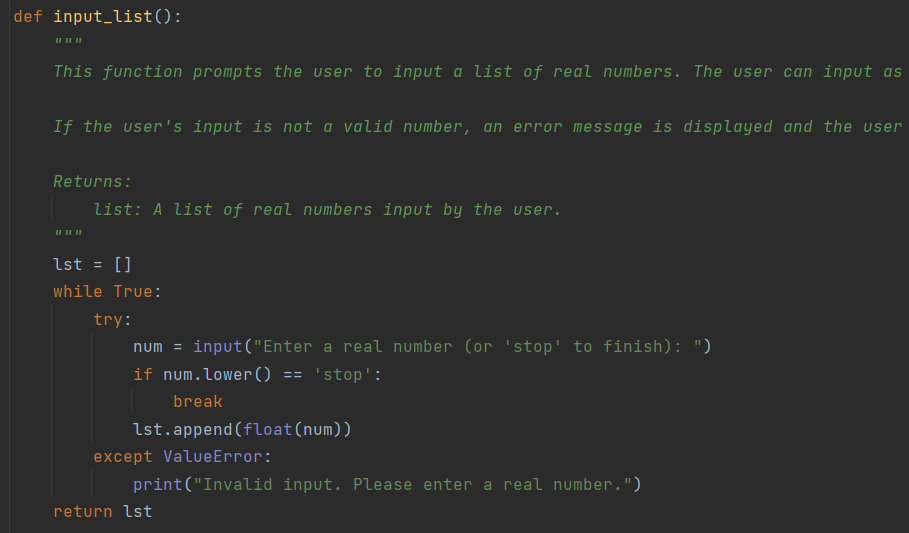 def input_list():
    """
    This function prompts the user to input a list of real numbers. The user can input as
    If the user's input is not a valid number, an error message is displayed and the user
    Returns:
        list: A list of real numbers input by the user.
    """
    lst = []
    while True:
        try:
            num = input("Enter a real number (or 'stop' to finish): ")
            if num.lower() == 'stop':
                break
            lst.append(float(num))
        except ValueError:
            print("Invalid input. Please enter a real number.")
    return lst